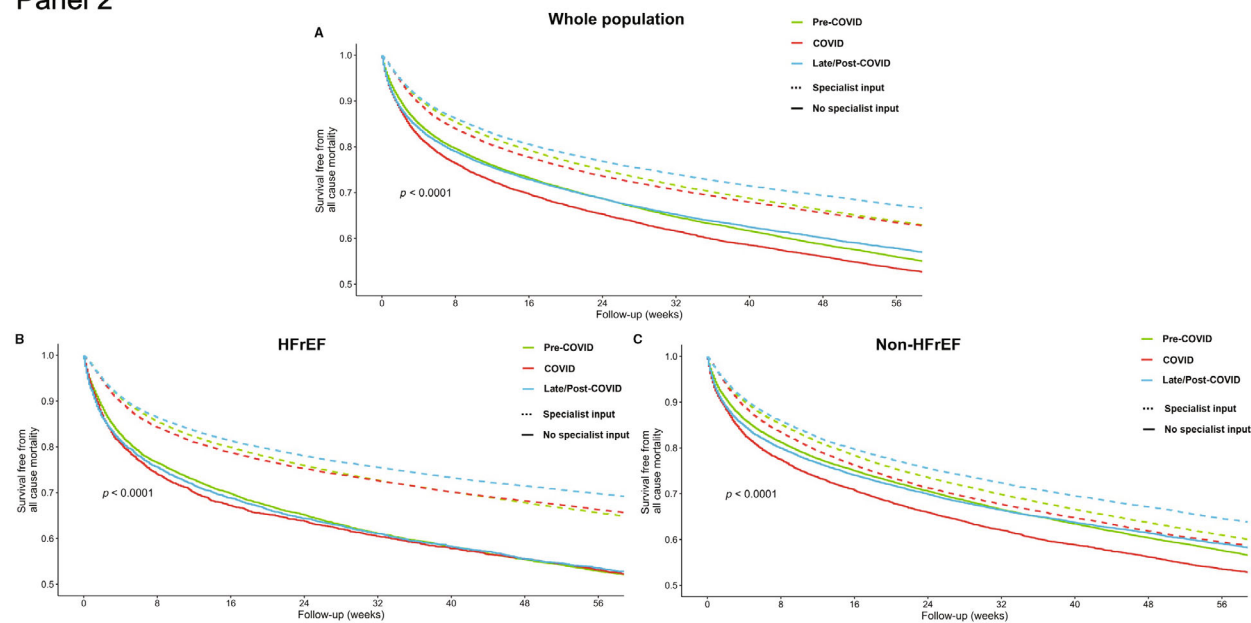 Panel 2
Whole population
A
Pre-COVID
COVID
Late/Post-COVID
Specialist input
No specialist input
Survival free from
all cause mortality
1.0
0.9
0.8
0.7
0.6
0.5
p < 0.0001
0 8 16 24 32 40 48 56
Follow-up (weeks)
B
HFrEF
Pre-COVID
COVID
Late/Post-COVID
Specialist input
No specialist input
Survival free from
all cause mortality
1.0
0.9
0.8
0.7
0.6
0.5
p < 0.0001
0 8 16 24 32 40 48 56
Follow-up (weeks)
C
Non-HFrEF
Pre-COVID
COVID
Late/Post-COVID
Specialist input
No specialist input
Survival free from
all cause mortality
1.0
0.9
0.8
0.7
0.6
0.5
p < 0.0001
0 8 16 24 32 40 48 56
Follow-up (weeks)